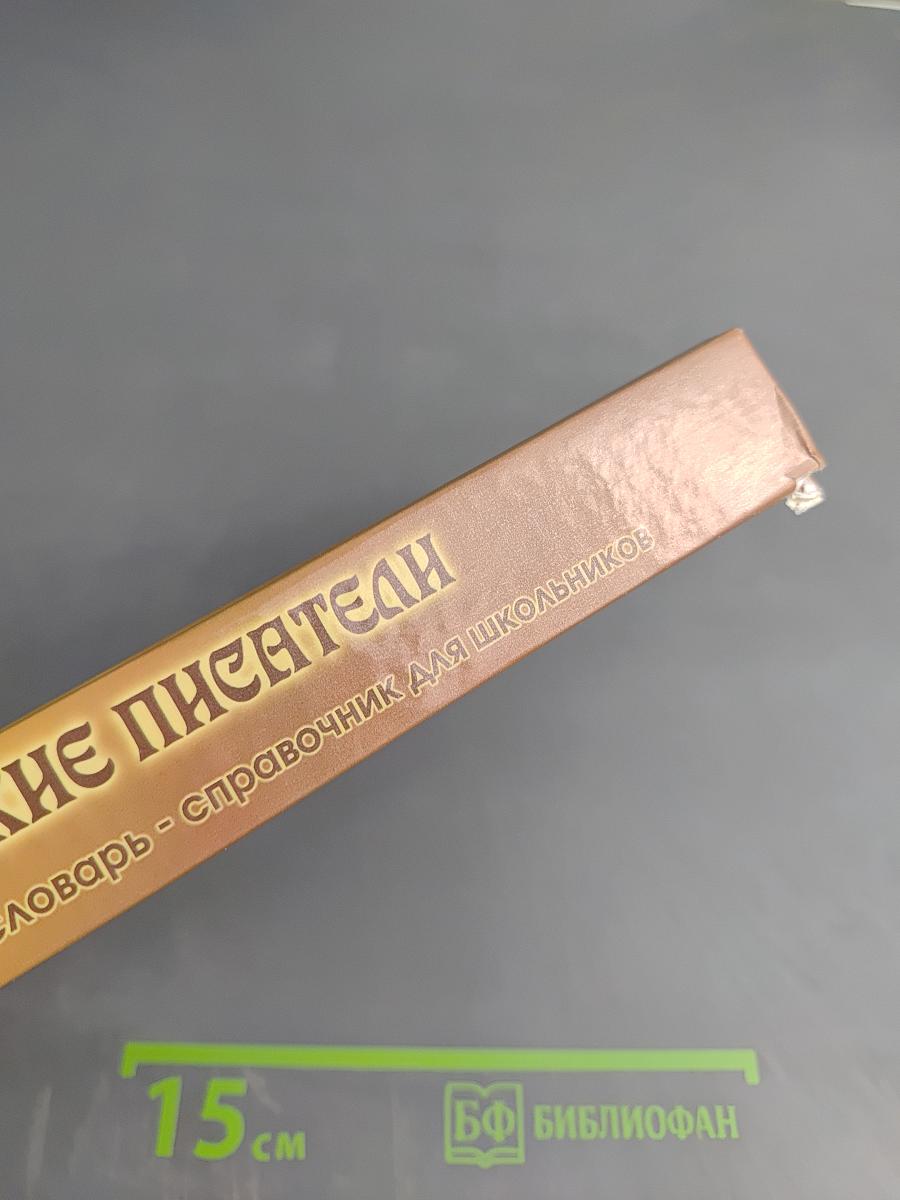 КИЕ ПИСАТЕЛИ
словарь - справочник для школьников
15 см
БФ БИБЛИОФАН